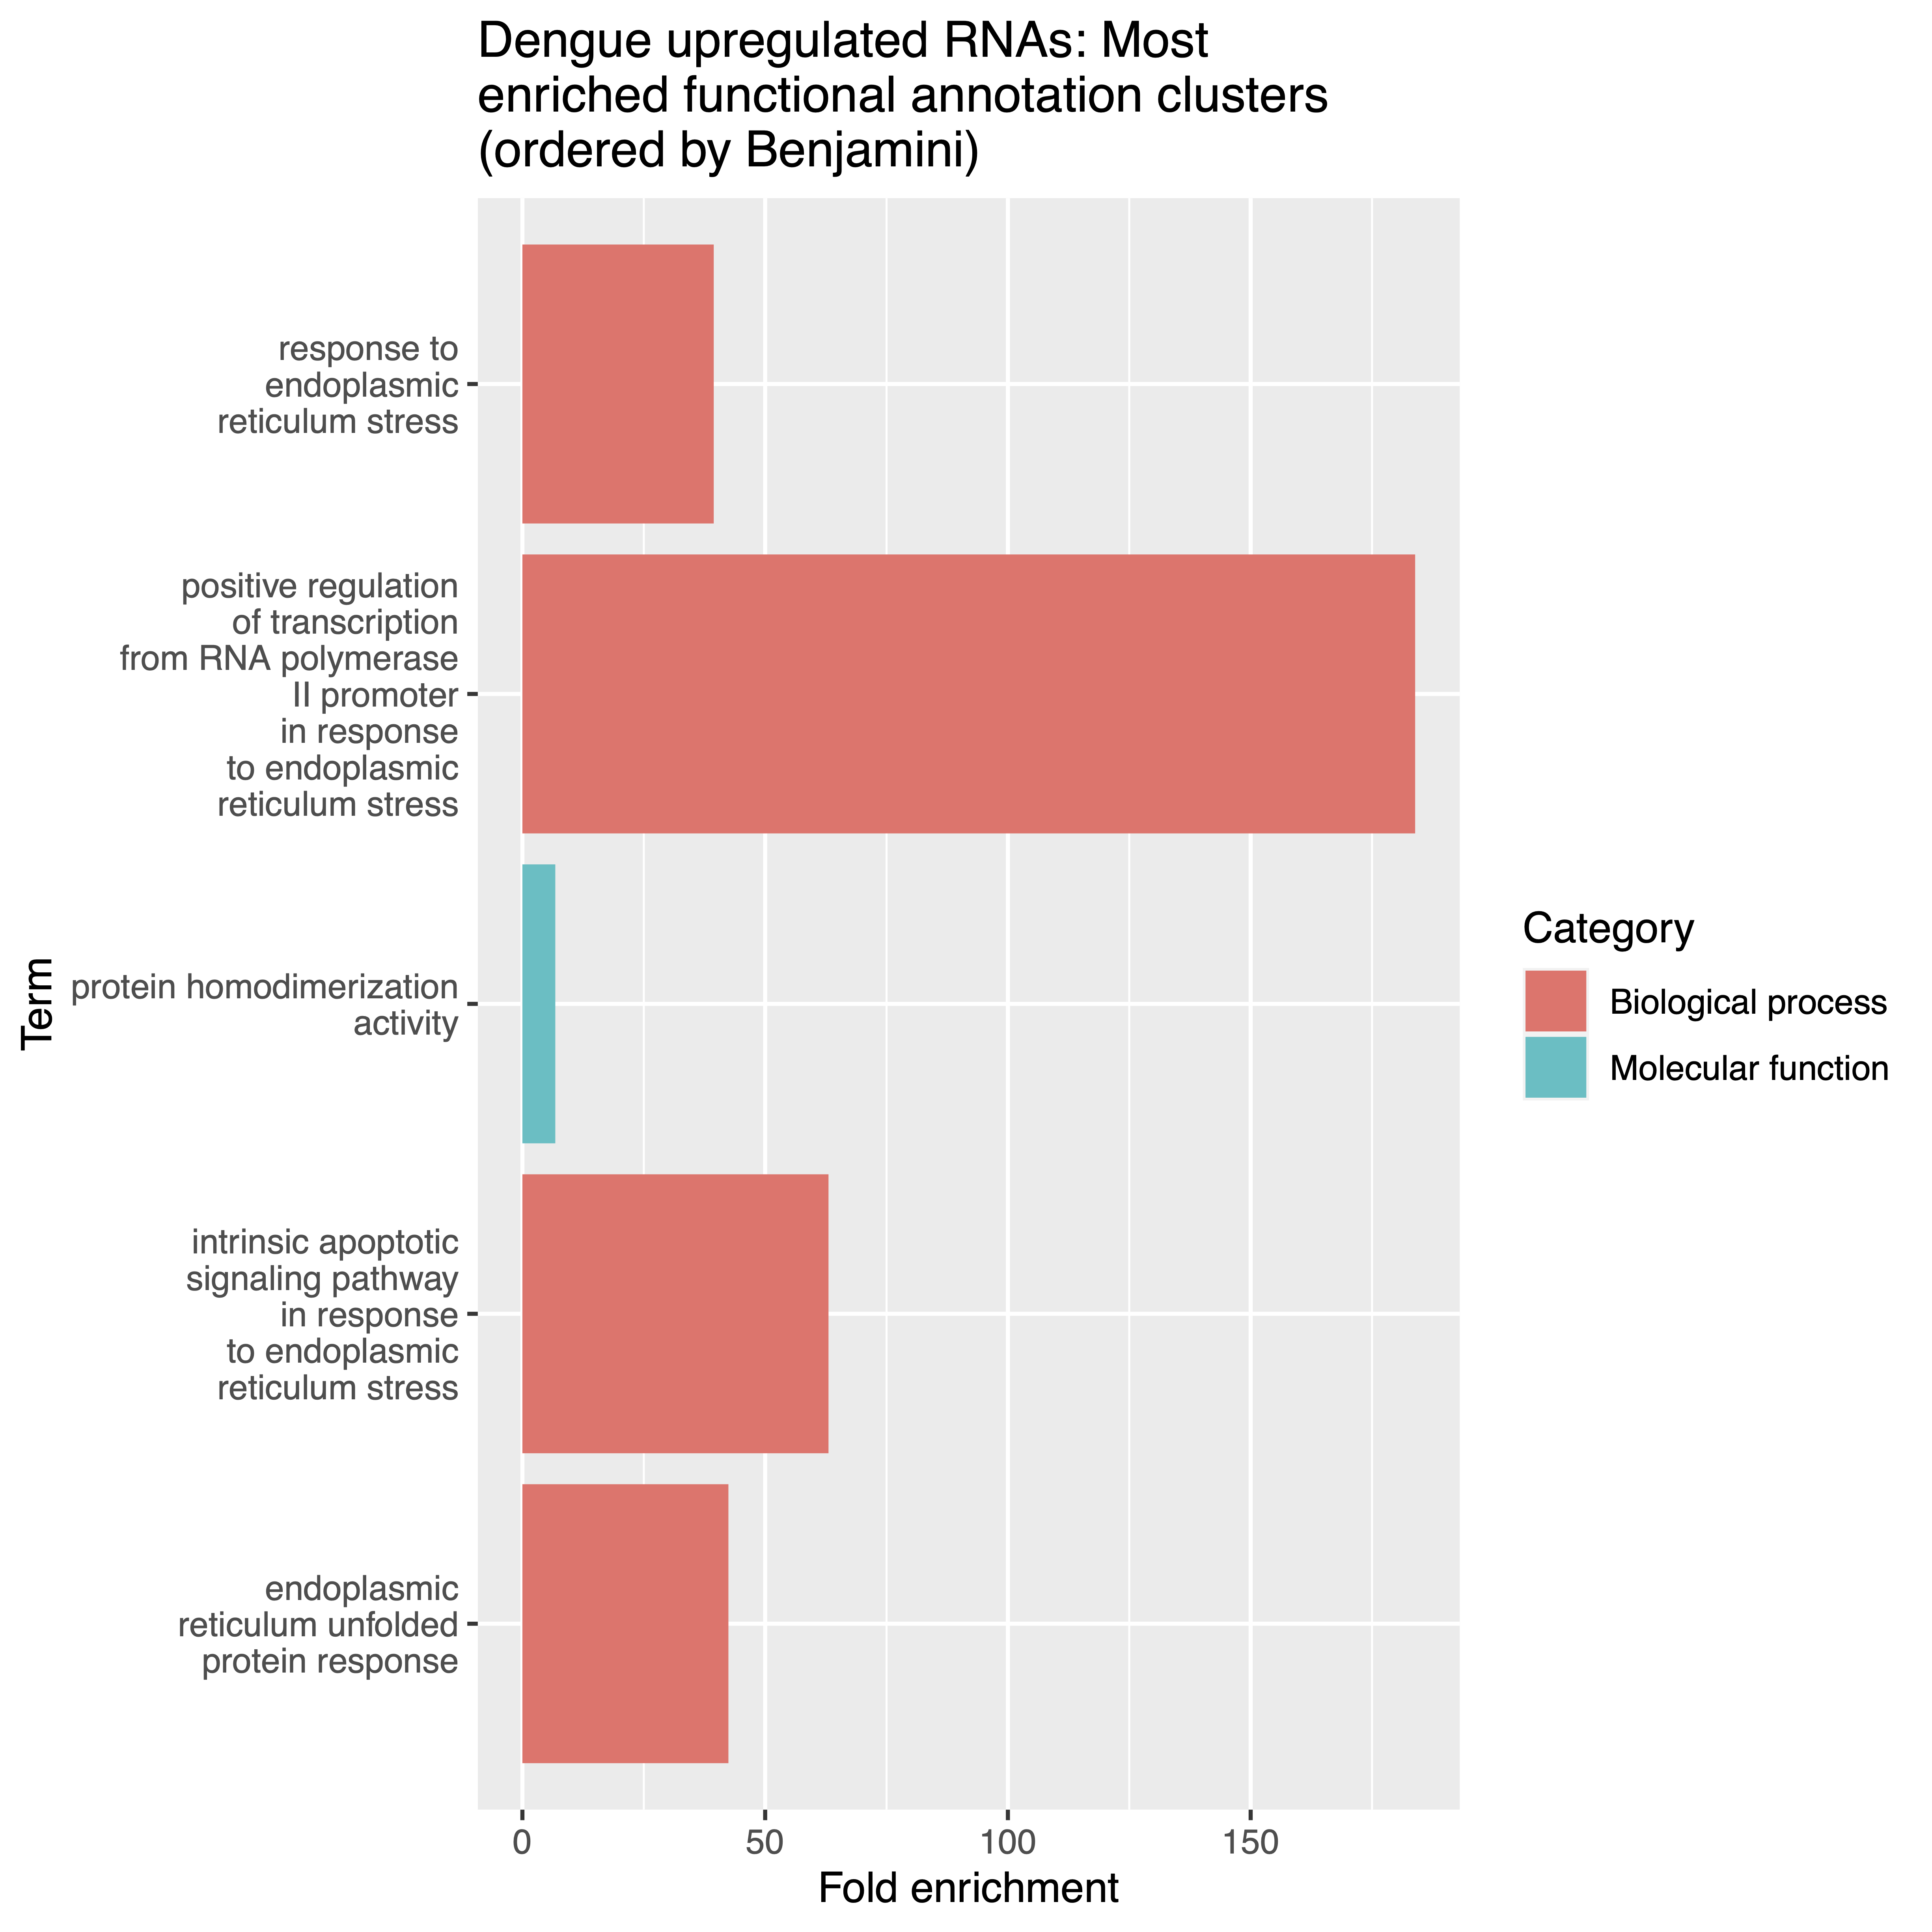 Dengue upregulated RNAs: Most
enriched functional annotation clusters
(ordered by Benjamini)
response to
endoplasmic
reticulum stress
positive regulation
of transcription
from RNA polymerase
II promoter
in response
to endoplasmic
reticulum stress
protein homodimerization
activity
intrinsic apoptotic
signaling pathway
in response
to endoplasmic
reticulum stress
endoplasmic
reticulum unfolded
protein response
Term
0 50 100 150
Fold enrichment
Category
Biological process
Molecular function